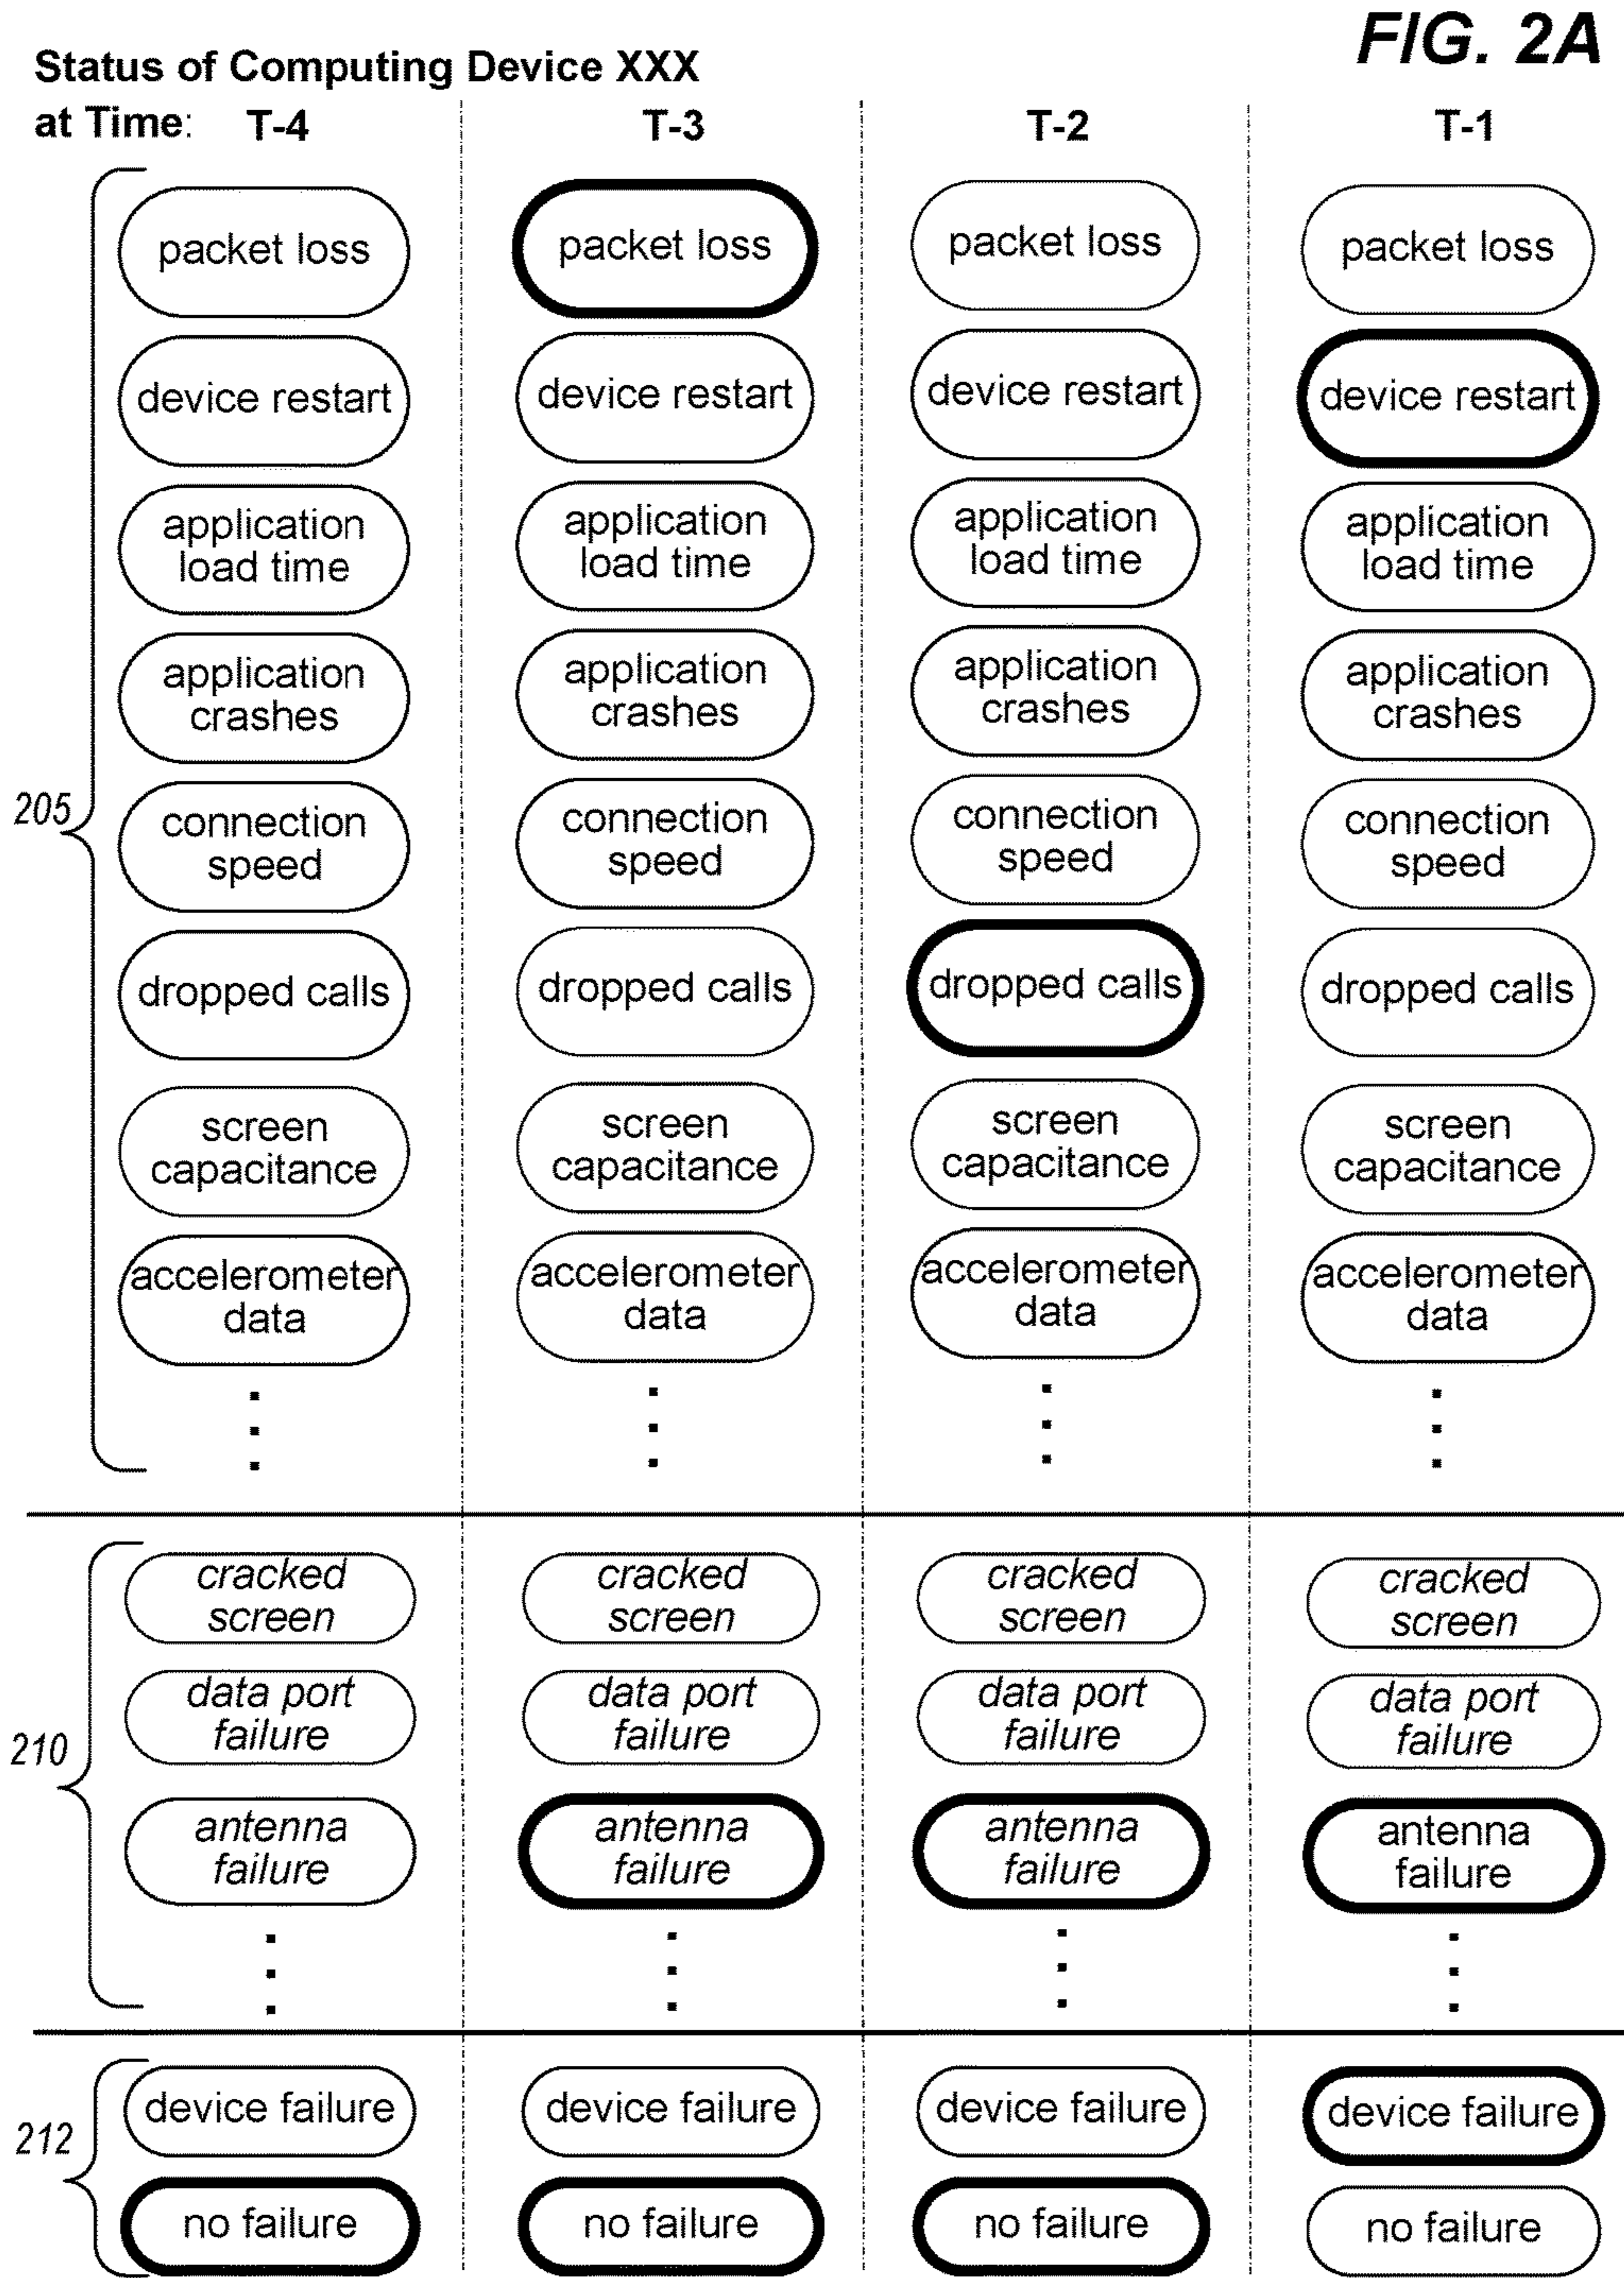 FIG. 2A
Status of Computing Device XXX
at Time: T-4 T-3 T-2 T-1
packet loss packet loss packet loss packet loss
device restart device restart device restart device restart
application application application application
load time load time load time load time
application application application application
crashes crashes crashes crashes
205
connection connection connection connection
speed speed speed speed
dropped calls dropped calls dropped calls dropped calls
screen screen screen screen
capacitance capacitance capacitance capacitance
accelerometer accelerometer accelerometer accelerometer
data data data data
cracked cracked cracked cracked
screen screen screen screen
data port data port data port data port
failure failure failure failure
210
antenna antenna antenna antenna
failure failure failure failure
device failure device failure device failure device failure
212
no failure no failure no failure no failure